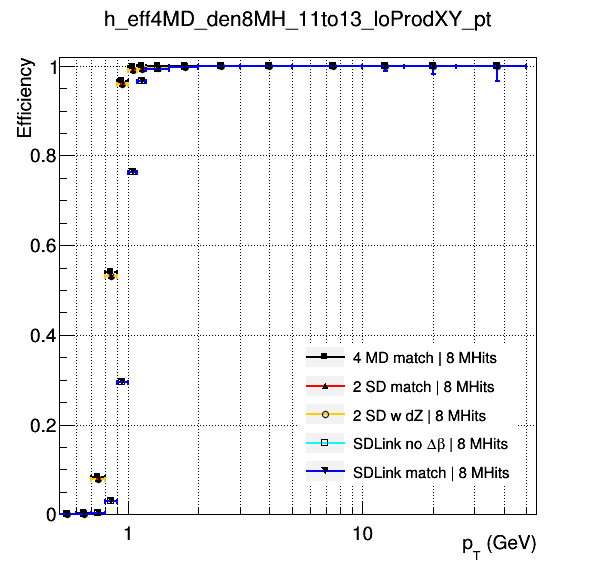 h_eff4MD_den8MH_11to13_loProdXY_pt
Efficiency
1
0.8
0.6
0.4
0.2
0
4 MD match | 8 MHits
2 SD match | 8 MHits
2 SD w dZ | 8 MHits
SDLink no Δβ | 8 MHits
SDLink match | 8 MHits
1
10
p_T (GeV)